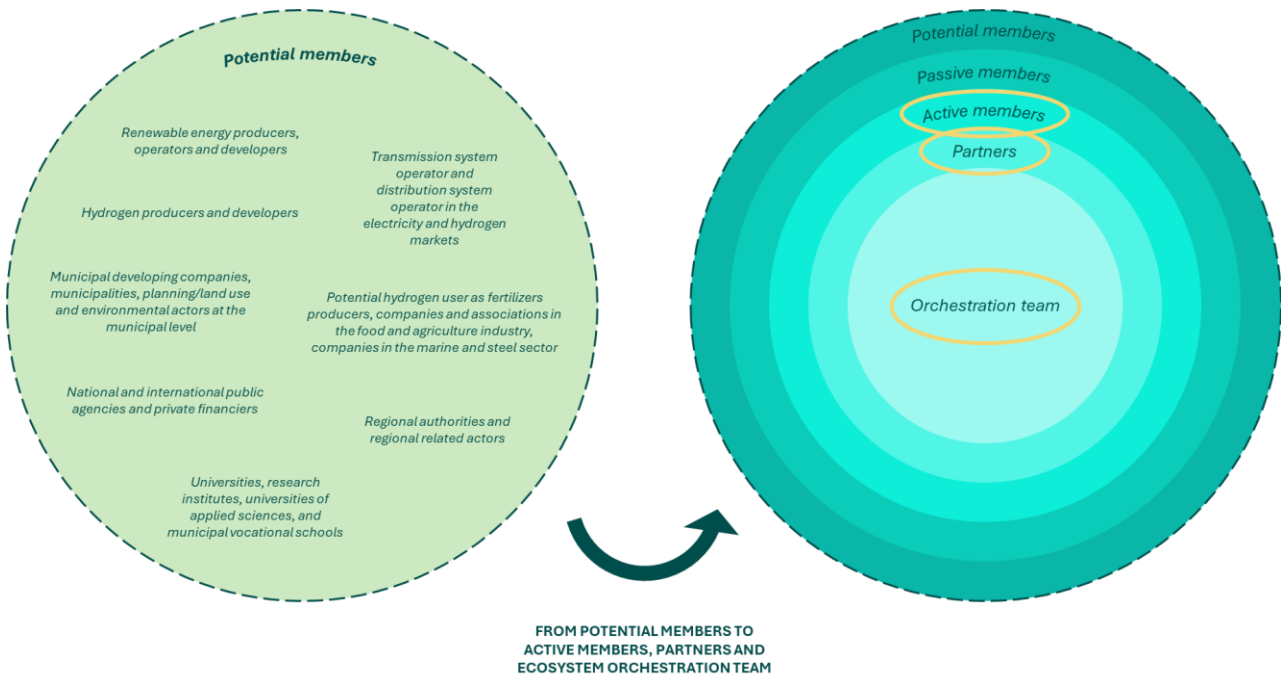 Potential members
Renewable energy producers,
operators and developers
Transmission system
operator and
distribution system
operator in the
electricity and hydrogen
markets
Hydrogen producers and developers
Municipal developing companies,
municipalities, planning/land use
and environmental actors at the
municipal level
Potential hydrogen user as fertilizers
producers, companies and associations in
the food and agriculture industry,
companies in the marine and steel sector
National and international public
agencies and private financiers
Regional authorities and
regional related actors
Universities, research
institutes, universities of
applied sciences, and
municipal vocational schools
Potential members
Passive members
Active members
Partners
Orchestration team
FROM POTENTIAL MEMBERS TO
ACTIVE MEMBERS, PARTNERS AND
ECOSYSTEM ORCHESTRATION TEAM